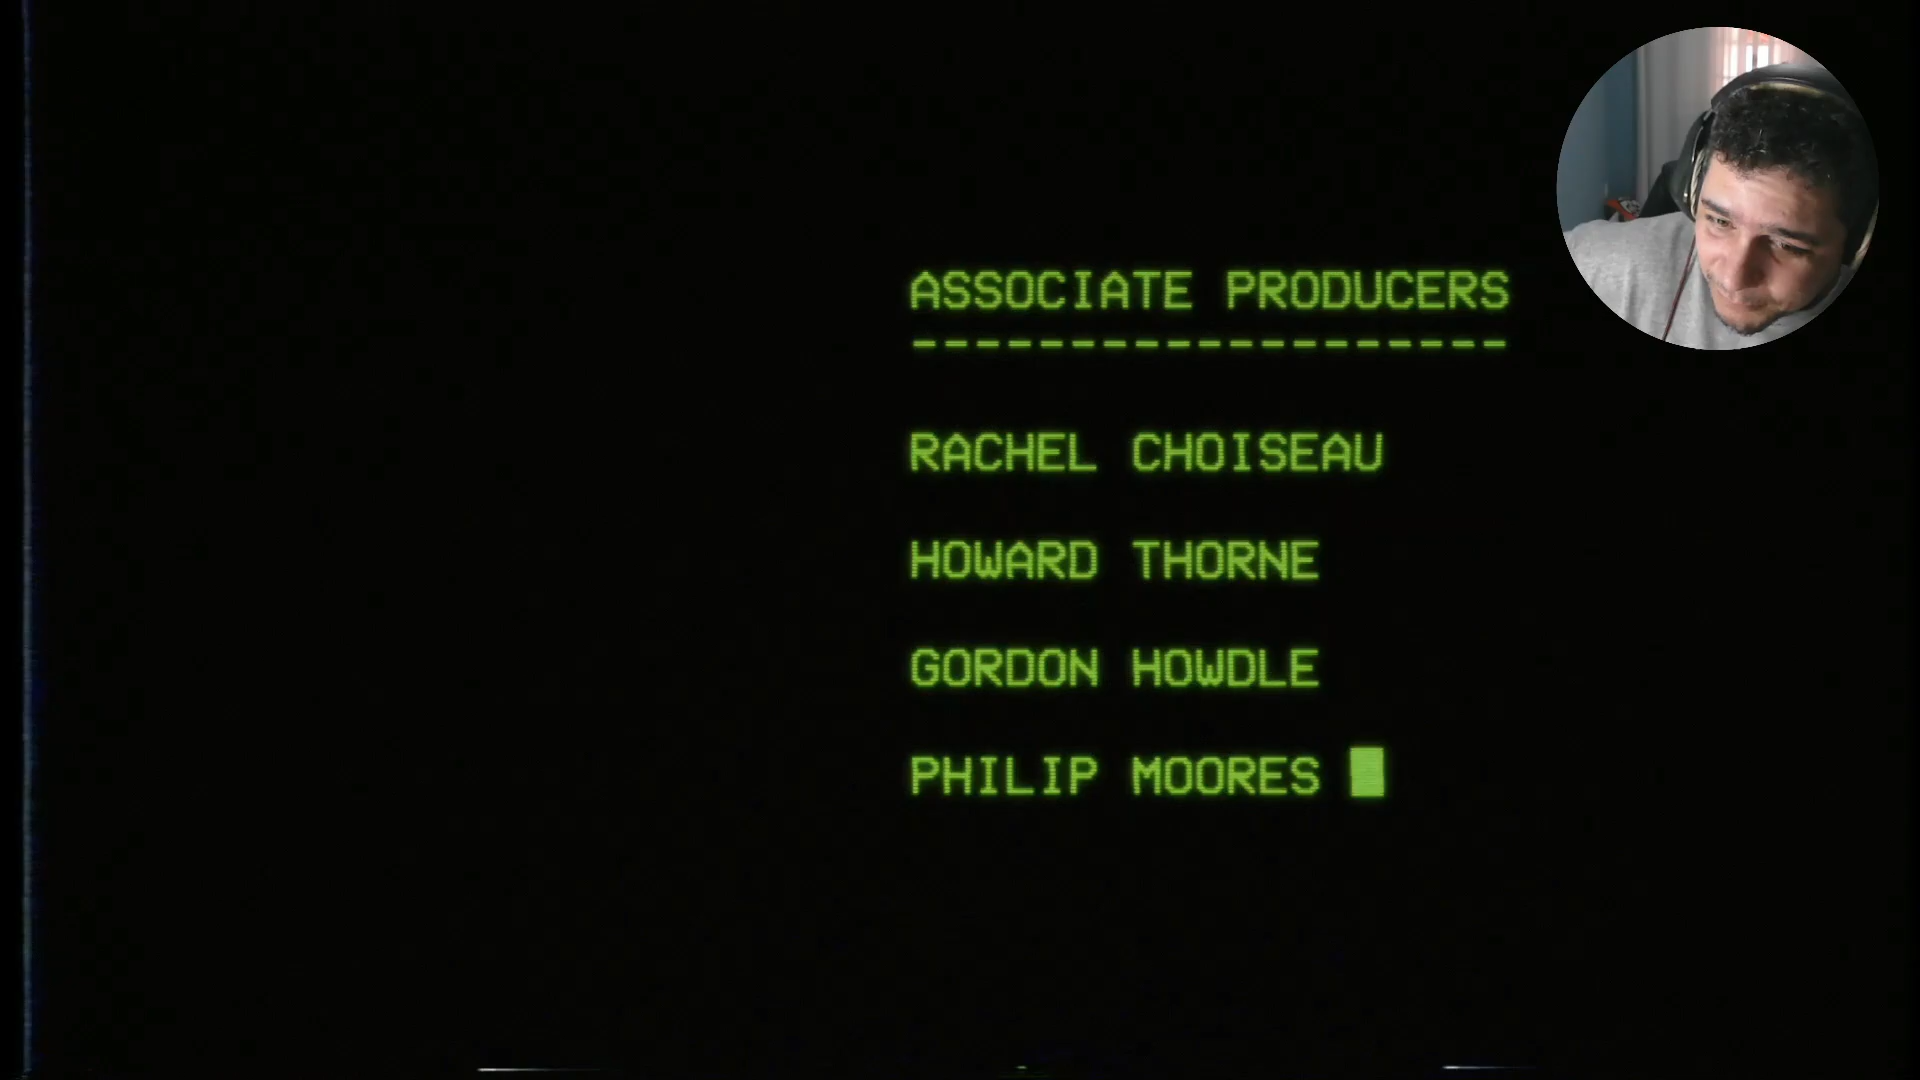 ASSOCIATE PRODUCERS
-------------------
RACHEL CHOISEAU
HOWARD THORNE
GORDON HOWDLE
PHILIP MOORES